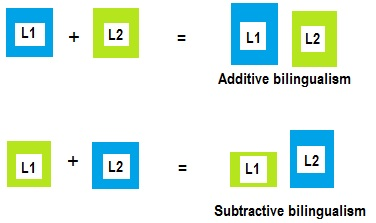 L1 + L2 = L1 L2
Additive bilingualism
L1 + L2 = L1 L2
Subtractive bilingualism